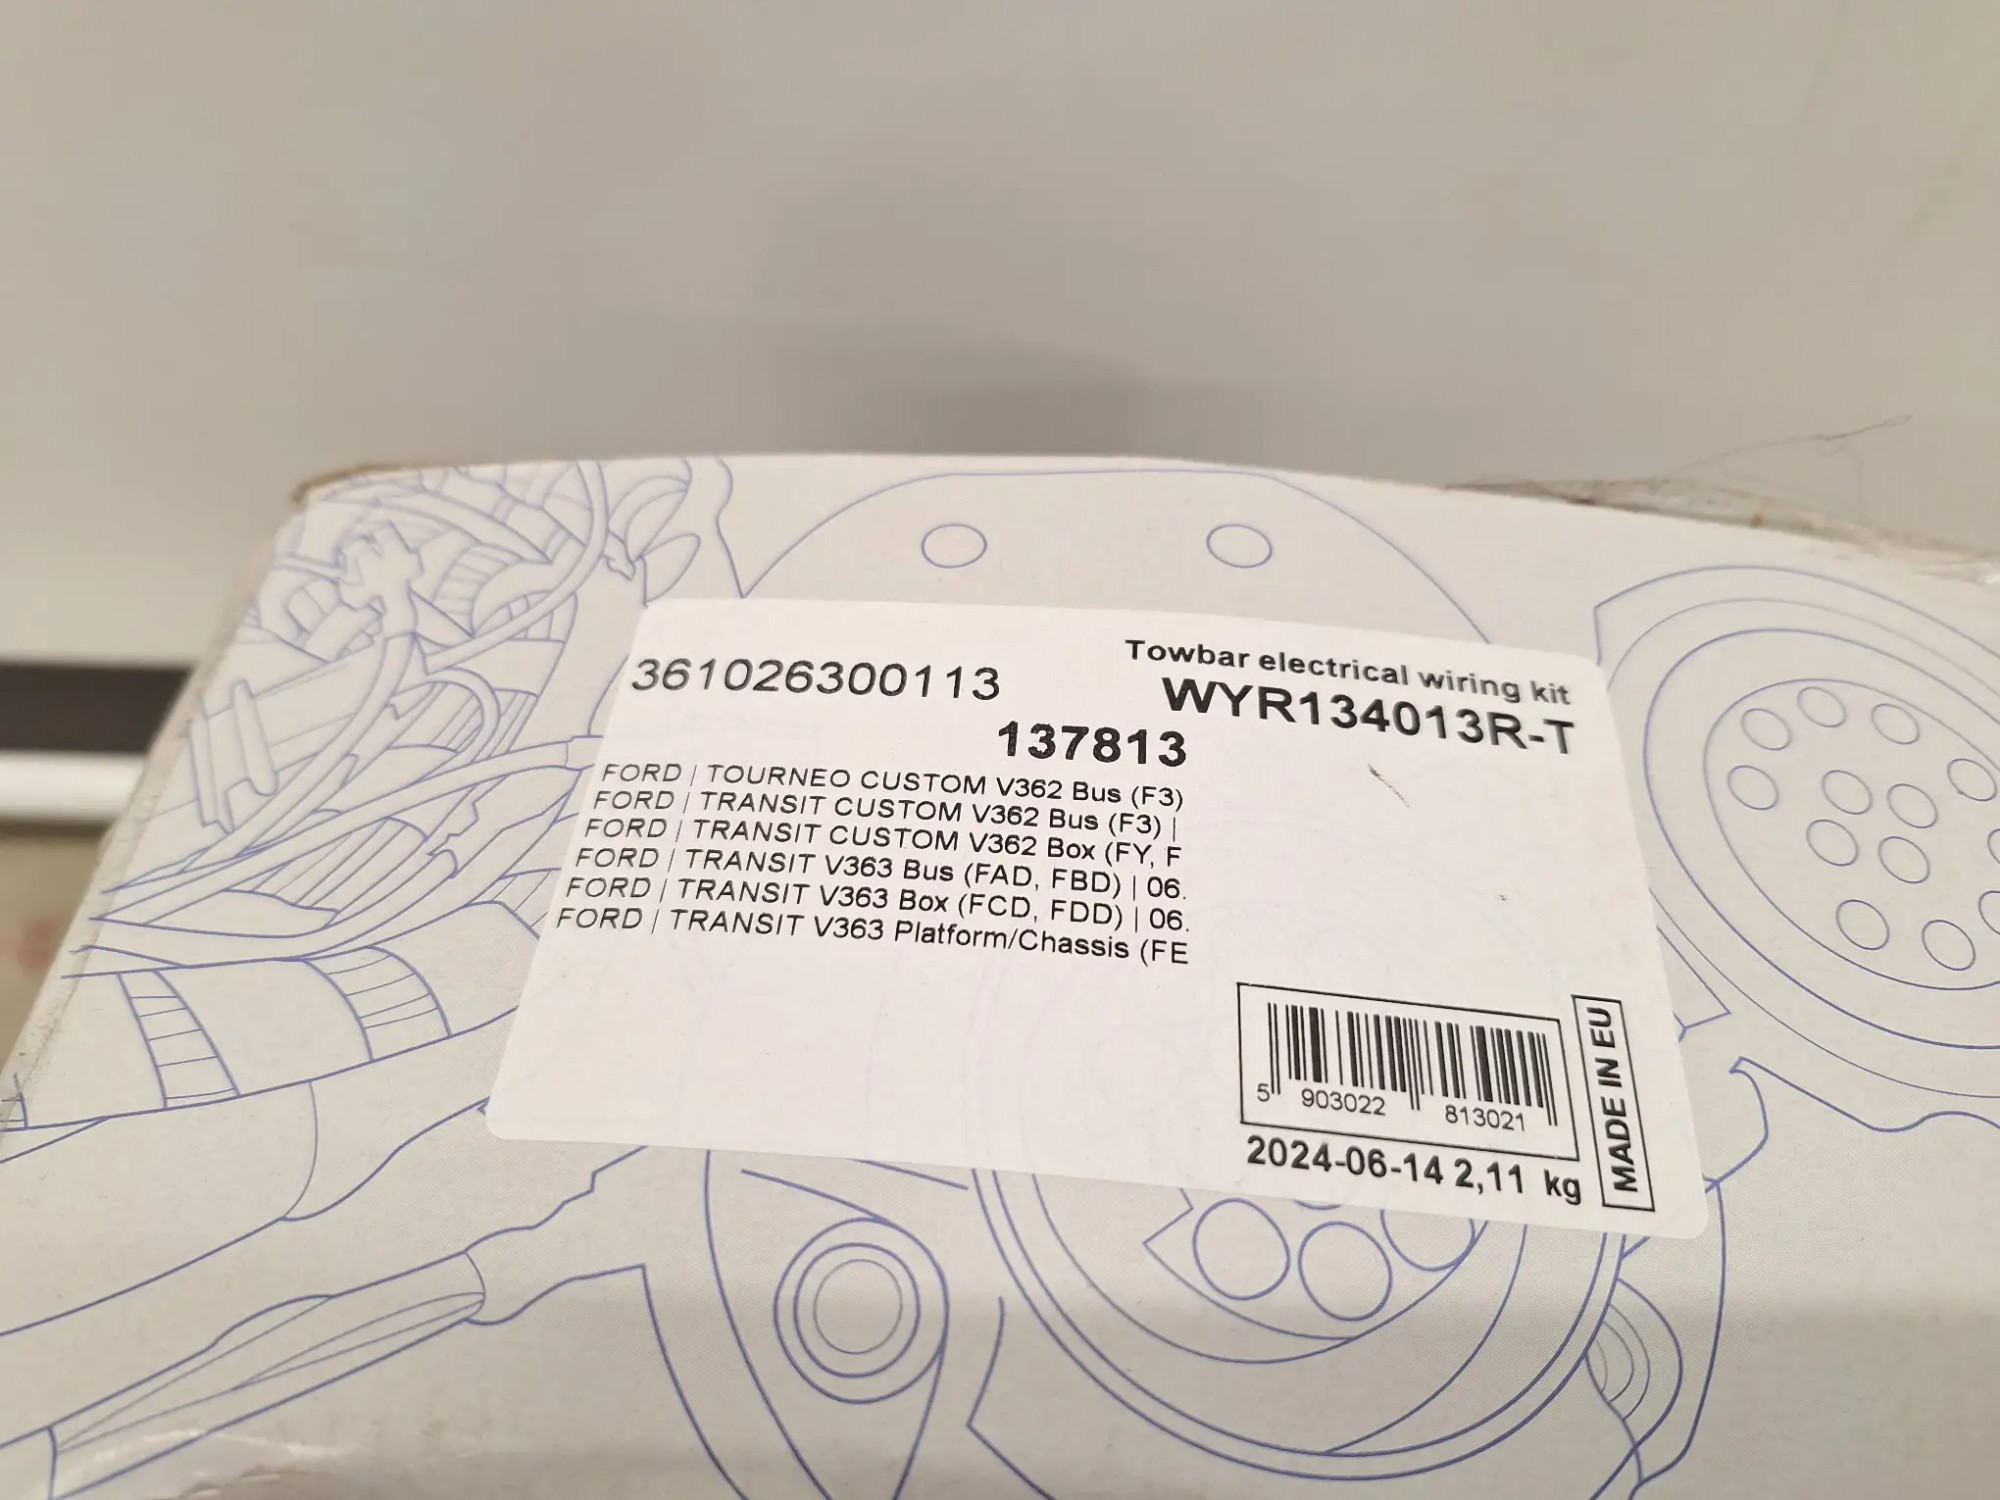 Towbar electrical wiring kit
361026300113
WYR134013R-T
137813
FORD | TOURNEO CUSTOM V362 Bus (F3)
FORD | TRANSIT CUSTOM V362 Bus (F3) |
FORD | TRANSIT CUSTOM V362 Box (FY, F
FORD | TRANSIT V363 Bus (FAD, FBD) | 06.
FORD | TRANSIT V363 Box (FCD, FDD) | 06.
FORD | TRANSIT V363 Platform/Chassis (FE
5 903022 813021
2024-06-14 2,11 kg
MADE IN EU